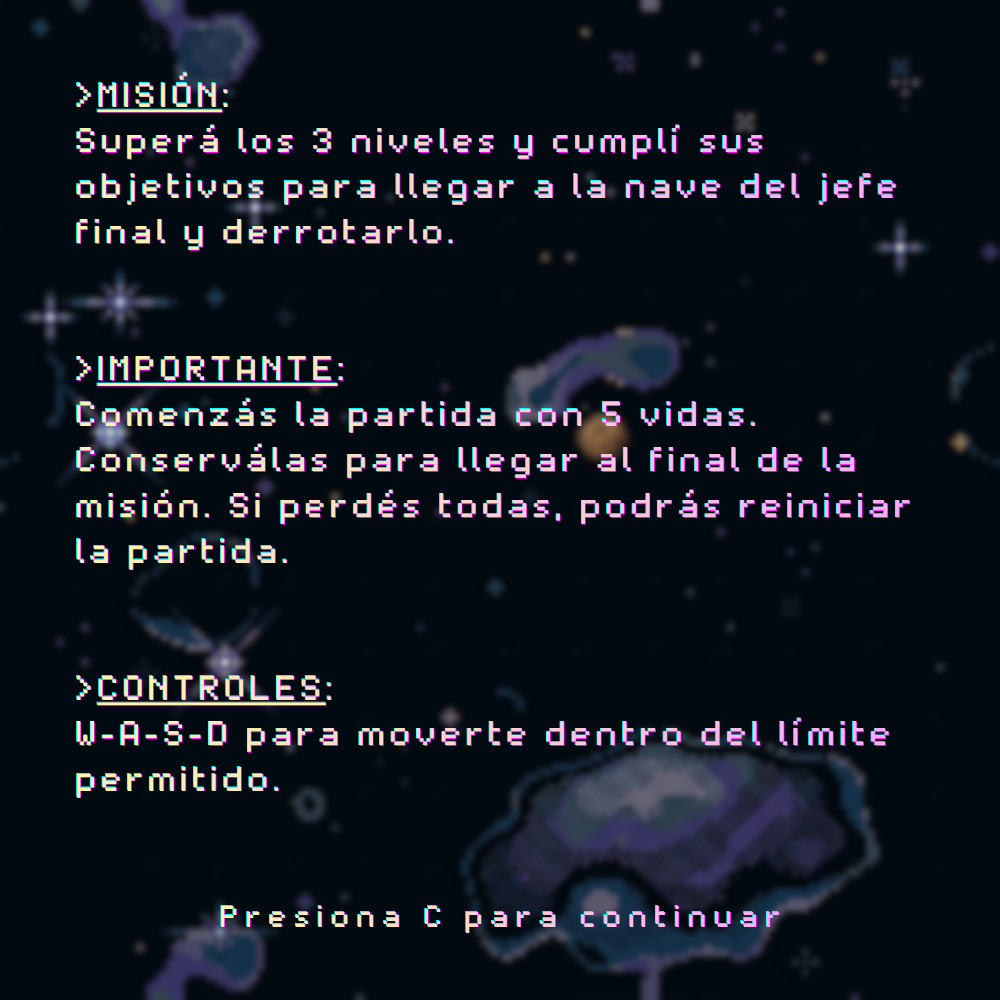 >MISIÓN:
Superá los 3 niveles y cumplí sus
objetivos para llegar a la nave del jefe
final y derrotarlo.
>IMPORTANTE:
Comenzás la partida con 5 vidas.
Conserválas para llegar al final de la
misión. Si perdés todas, podrás reiniciar
la partida.
>CONTROLES:
W-A-S-D para moverte dentro del límite
permitido.
Presiona C para continuar